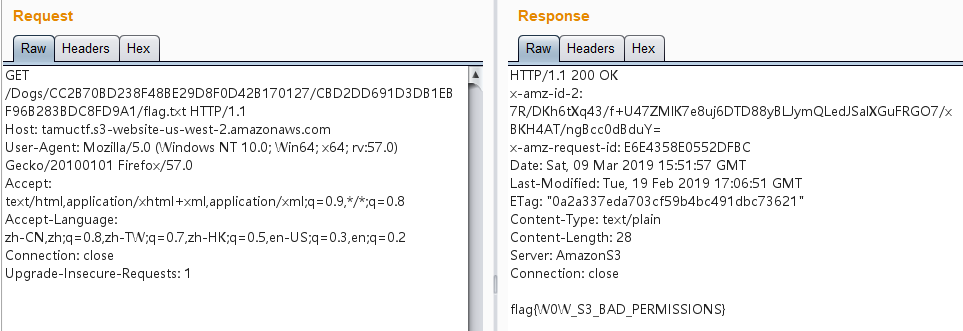 Request
Raw Headers Hex
GET
/Dogs/CC2B70BD238F48BE29D8F0D42B170127/CBD2DD691D3DB1EB
F96B283BDC8FD9A1/flag.txt HTTP/1.1
Host: tamuctf.s3-website-us-west-2.amazonaws.com
User-Agent: Mozilla/5.0 (Windows NT 10.0; Win64; x64; rv:57.0)
Gecko/20100101 Firefox/57.0
Accept:
text/html,application/xhtml+xml,application/xml;q=0.9,*/*;q=0.8
Accept-Language:
zh-CN,zh;q=0.8,zh-TW;q=0.7,zh-HK;q=0.5,en-US;q=0.3,en;q=0.2
Connection: close
Upgrade-Insecure-Requests: 1
Response
Raw Headers Hex
HTTP/1.1 200 OK
x-amz-id-2:
7R/DKh6tXq43/f+U47ZMIK7e8uj6DTD88yBLJymQLedJSalXGuFRGO7/x
BKH4AT/ngBcc0dBduY=
x-amz-request-id: E6E4358E0552DFBC
Date: Sat, 09 Mar 2019 15:51:57 GMT
Last-Modified: Tue, 19 Feb 2019 17:06:51 GMT
ETag: "0a2a337eda703cf59b4bc491dbc73621"
Content-Type: text/plain
Content-Length: 28
Server: AmazonS3
Connection: close
flag{W0W_S3_BAD_PERMISSIONS}